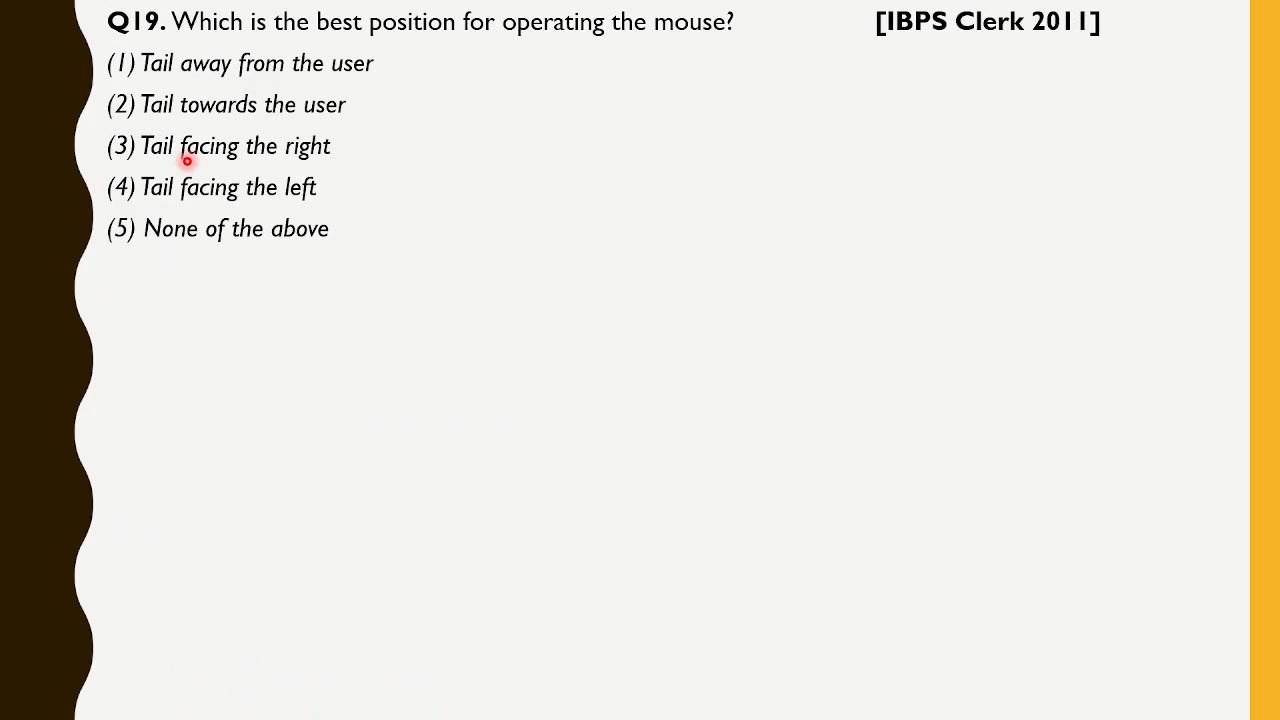 Q19. Which is the best position for operating the mouse? [IBPS Clerk 2011]
(1) Tail away from the user
(2) Tail towards the user
(3) Tail facing the right
(4) Tail facing the left
(5) None of the above